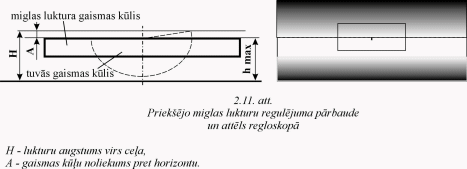 miglas luktura gaismas kūlis
H
A
h max
tuvās gaismas kūlis
2.11. att.
Priekšējo miglas lukturu regulējuma pārbaude
un attēls regloskopā
H - lukturu augstums virs ceļa,
A - gaismas kūļu noliekums pret horizontu.